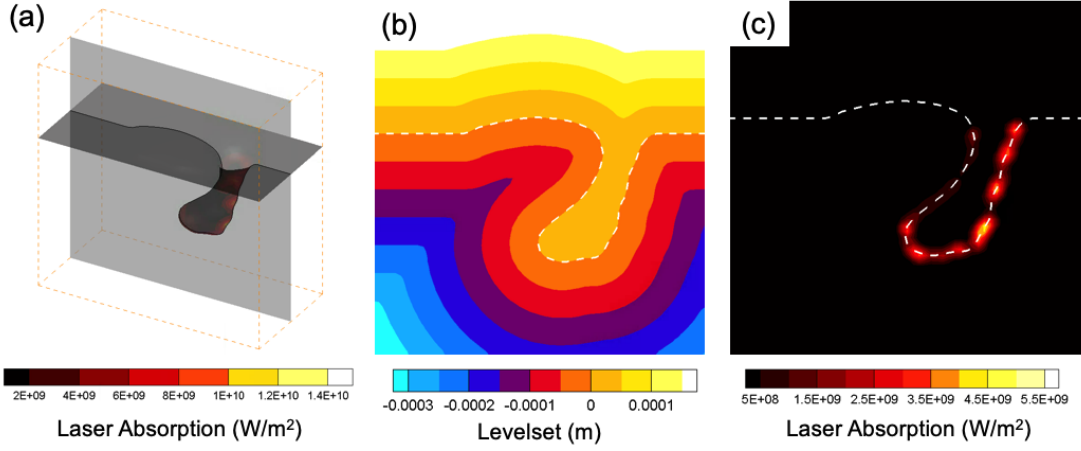 (a)
(b)
(c)
2E+09 4E+09 6E+09 8E+09 1E+10 1.2E+10 1.4E+10
Laser Absorption (W/m²)
-0.0003 -0.0002 -0.0001 0 0.0001
Levelset (m)
5E+08 1.5E+09 2.5E+09 3.5E+09 4.5E+09 5.5E+09
Laser Absorption (W/m²)